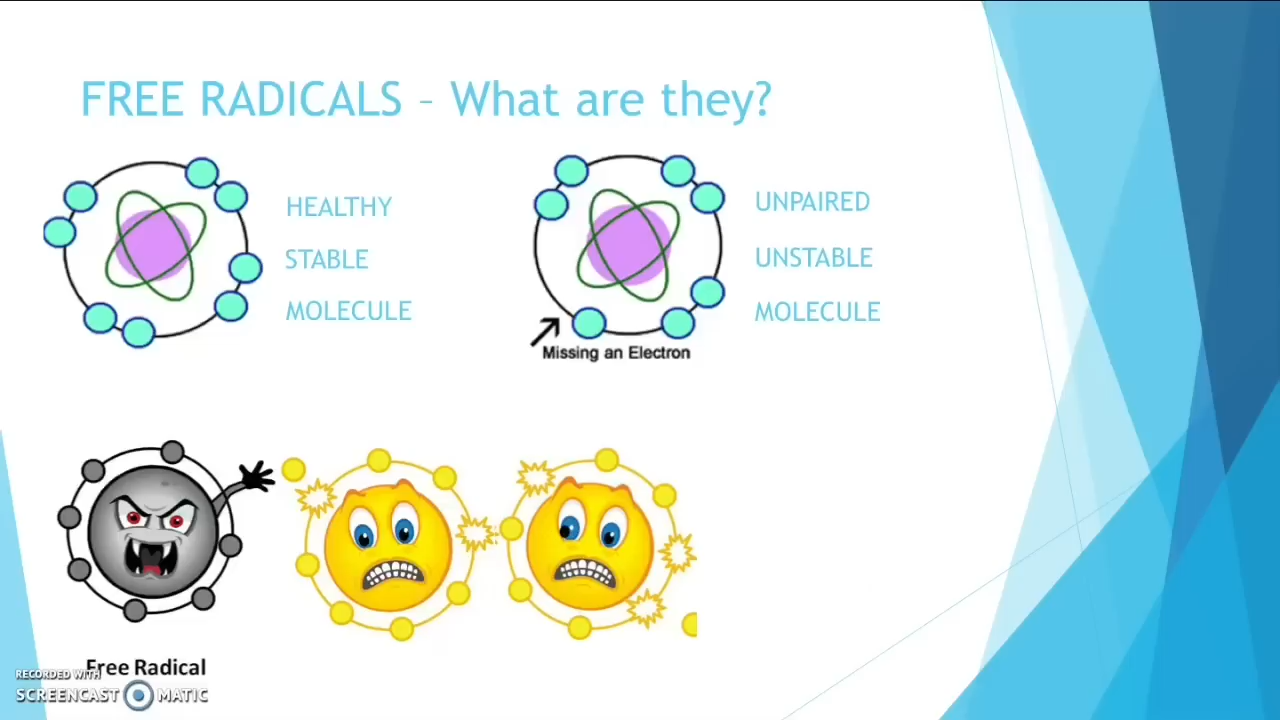 FREE RADICALS – What are they?
HEALTHY
STABLE
MOLECULE
UNPAIRED
UNSTABLE
MOLECULE
Missing an Electron
Free Radical
RECORDED WITH
SCREENCAST MATIC